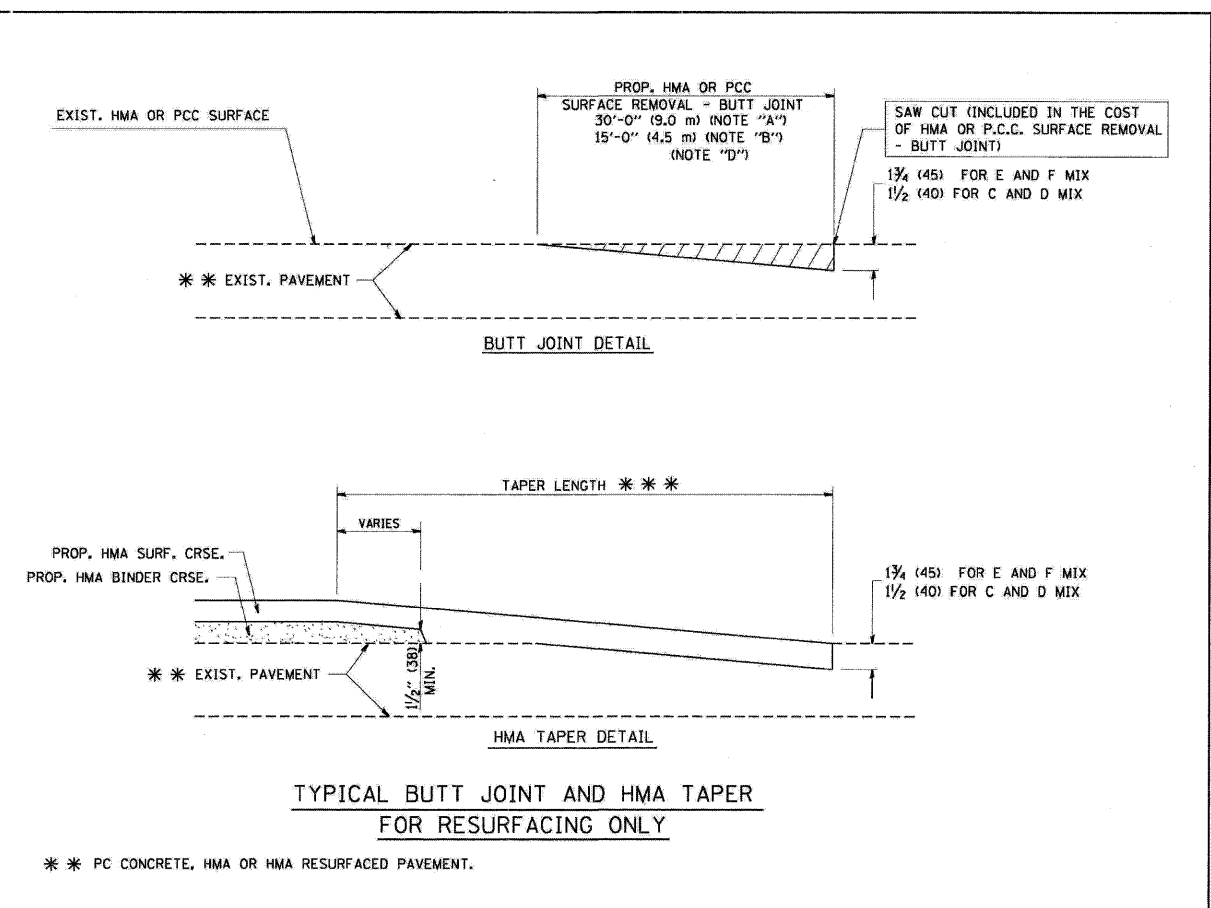 EXIST. HMA OR PCC SURFACE
PROP. HMA OR PCC
SURFACE REMOVAL - BUTT JOINT
30'-0" (9.0 m) (NOTE "A")
15'-0" (4.5 m) (NOTE "B")
(NOTE "D")
SAW CUT (INCLUDED IN THE COST
OF HMA OR P.C.C. SURFACE REMOVAL
- BUTT JOINT)
1¾ (45) FOR E AND F MIX
1½ (40) FOR C AND D MIX
* * EXIST. PAVEMENT
BUTT JOINT DETAIL
TAPER LENGTH * * *
VARIES
PROP. HMA SURF. CRSE.
PROP. HMA BINDER CRSE.
1¾ (45) FOR E AND F MIX
1½ (40) FOR C AND D MIX
* * EXIST. PAVEMENT
1½" (38)
MIN.
HMA TAPER DETAIL
TYPICAL BUTT JOINT AND HMA TAPER
FOR RESURFACING ONLY
* * PC CONCRETE, HMA OR HMA RESURFACED PAVEMENT.